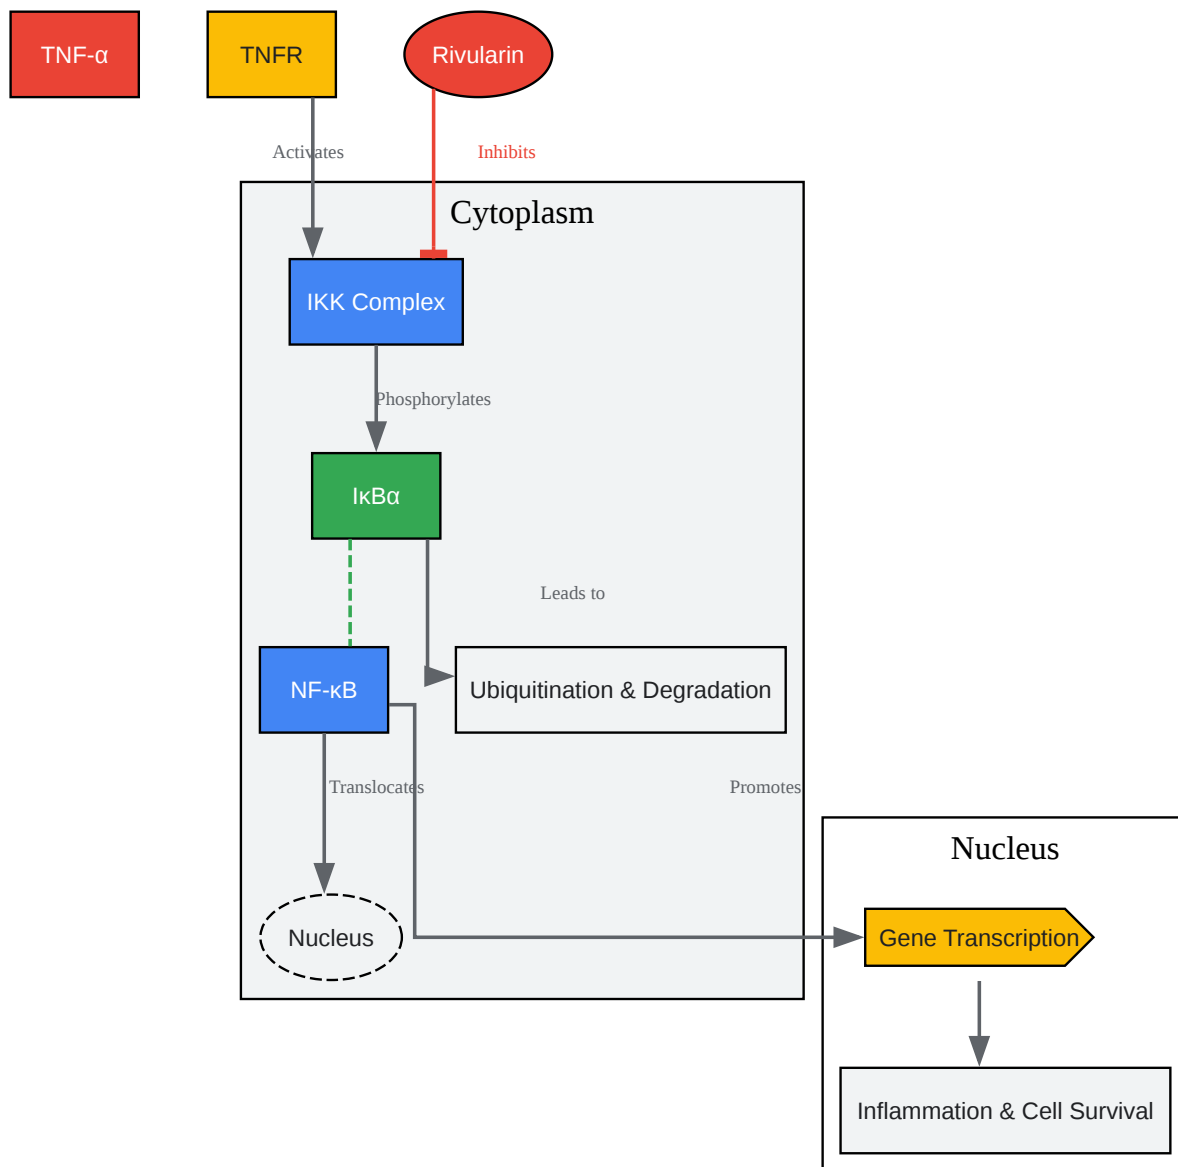 TNF-α
TNFR
Rivularin
Activates
Inhibits
Cytoplasm
IKK Complex
Phosphorylates
IκBα
Leads to
NF-κB
Ubiquitination & Degradation
Translocates
Promotes
Nucleus
Nucleus
Gene Transcription
Inflammation & Cell Survival